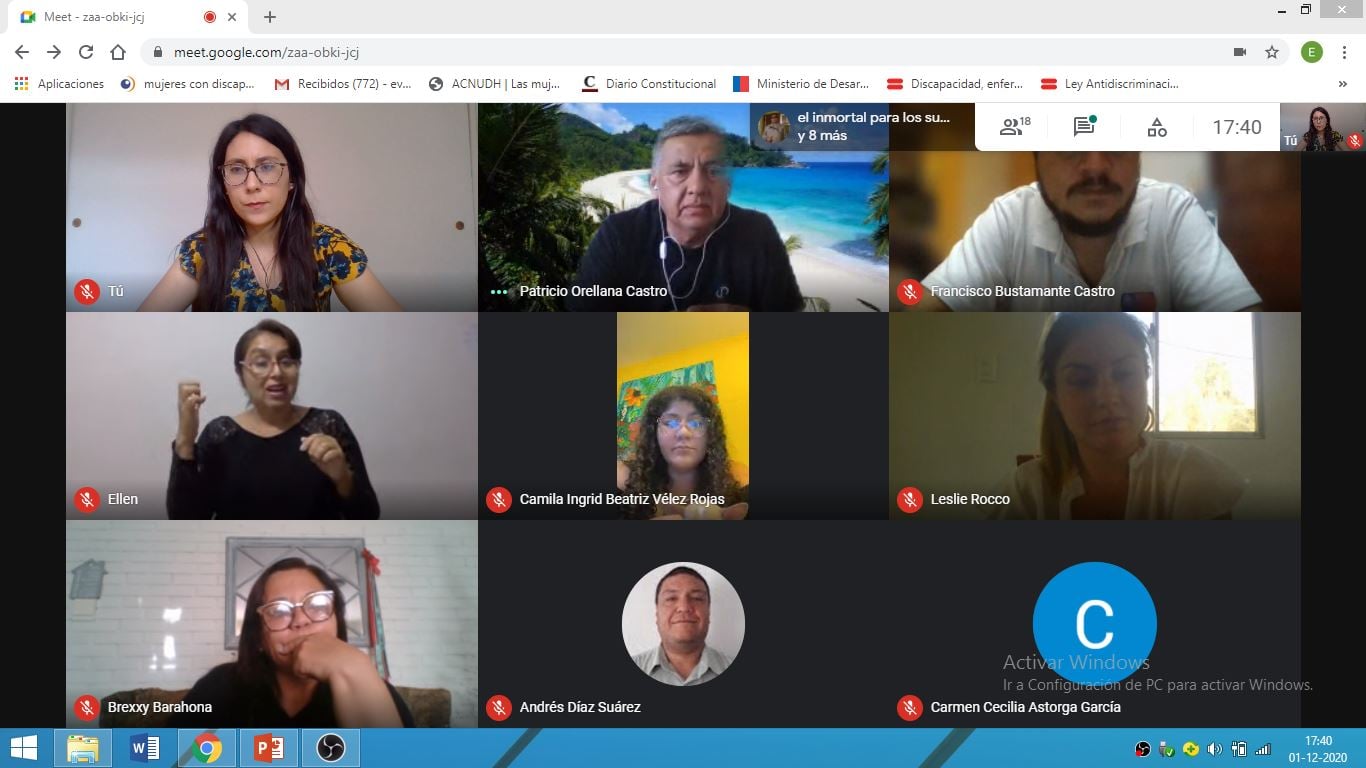 Meet - zaa-obki-jcj
meet.google.com/zaa-obki-jcj
E
Aplicaciones
mujeres con discap...
Recibidos (772) - ev...
ACNUDH | Las muj...
Diario Constitucional
Ministerio de Desar...
Discapacidad, enfer...
Ley Antidiscriminaci...
»
el inmortal para los su...
y 8 más
18
17:40
Tú
Tú
Patricio Orellana Castro
Francisco Bustamante Castro
Ellen
Camila Ingrid Beatriz Vélez Rojas
Leslie Rocco
C
Activar Windows
Ir a Configuración de PC para activar Windows.
Brexxy Barahona
Andrés Díaz Suárez
Carmen Cecilia Astorga García
17:40
01-12-2020